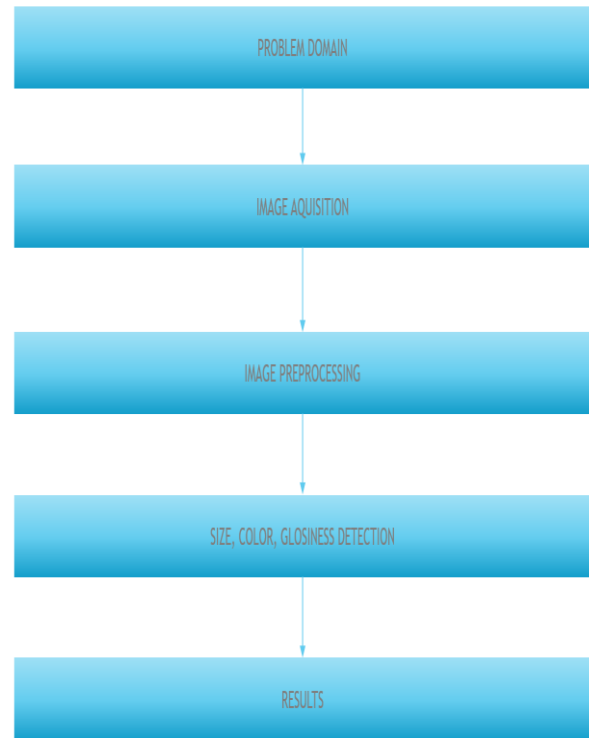 PROBLEM DOMAIN
IMAGE AQUISITION
IMAGE PREPROCESSING
SIZE, COLOR, GLOSINESS DETECTION
RESULTS